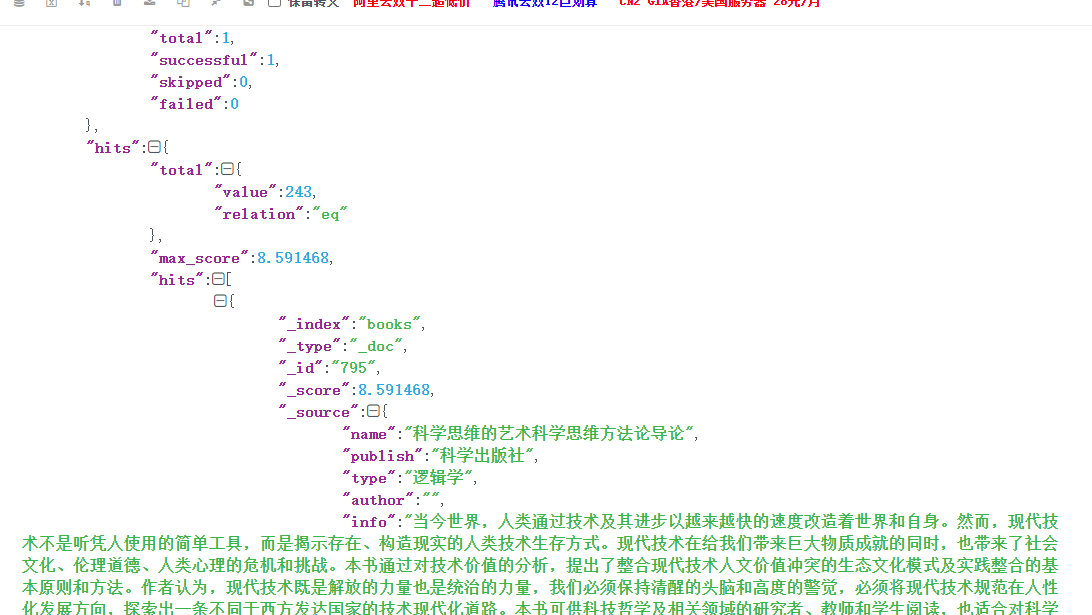 保留转义 阿里云双十二超低价 腾讯云双12巨划算 CN2 GIA香港/美国服务器 28元/月
"total":1,
"successful":1,
"skipped":0,
"failed":0
},
"hits":{
"total":{
"value":243,
"relation":"eq"
},
"max_score":8.591468,
"hits":[
{
"_index":"books",
"_type":"_doc",
"_id":"795",
"_score":8.591468,
"_source":{
"name":"科学思维的艺术科学思维方法论导论",
"publish":"科学出版社",
"type":"逻辑学",
"author":"",
"info":"当今世界，人类通过技术及其进步以越来越快的速度改造着世界和自身。然而，现代技
术不是听凭人使用的简单工具，而是揭示存在、构造现实的人类技术生存方式。现代技术在给我们带来巨大物质成就的同时，也带来了社会
文化、伦理道德、人类心理的危机和挑战。本书通过对技术价值的分析，提出了整合现代技术人文价值冲突的生态文化模式及实践整合的基
本原则和方法。作者认为，现代技术既是解放的力量也是统治的力量，我们必须保持清醒的头脑和高度的警觉，必须将现代技术规范在人性
化发展方向，探索出一条不同于西方发达国家的技术现代化道路。本书可供科技哲学及相关领域的研究者、教师和学生阅读，也适合对科学